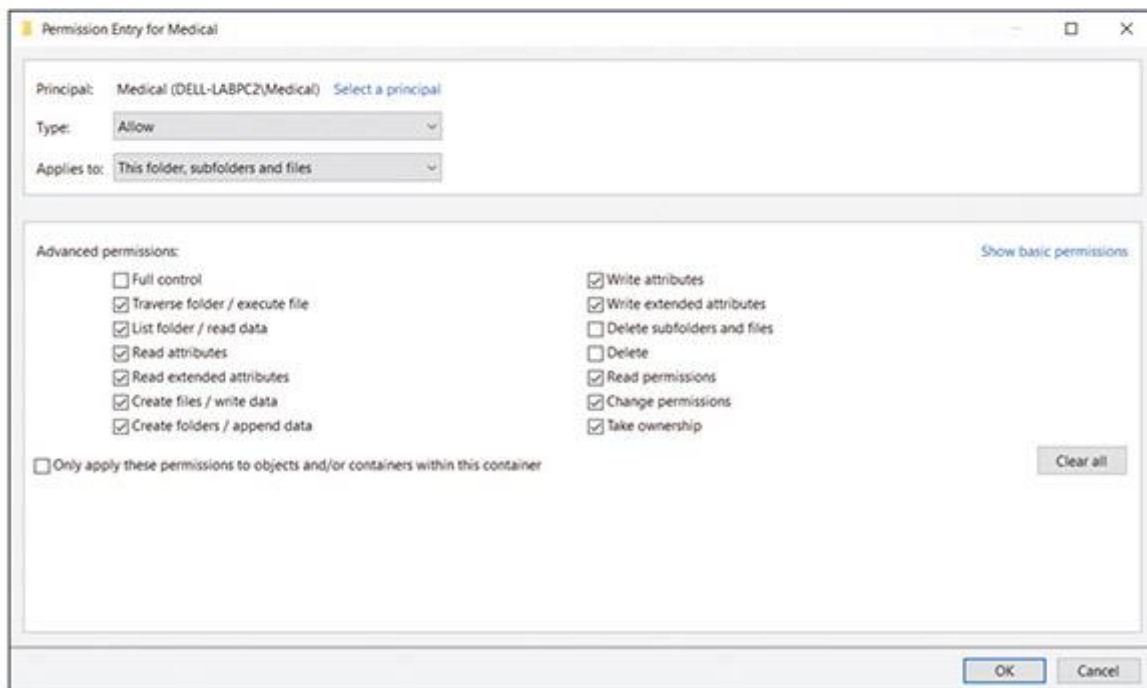 Permission Entry for Medical
Principal: Medical (DELL-LABPC2\Medical) Select a principal
Type: Allow
Applies to: This folder, subfolders and files
Advanced permissions: Show basic permissions
Full control
Traverse folder / execute file
List folder / read data
Read attributes
Read extended attributes
Create files / write data
Create folders / append data
Write attributes
Write extended attributes
Delete subfolders and files
Delete
Read permissions
Change permissions
Take ownership
Only apply these permissions to objects and/or containers within this container
Clear all
OK Cancel